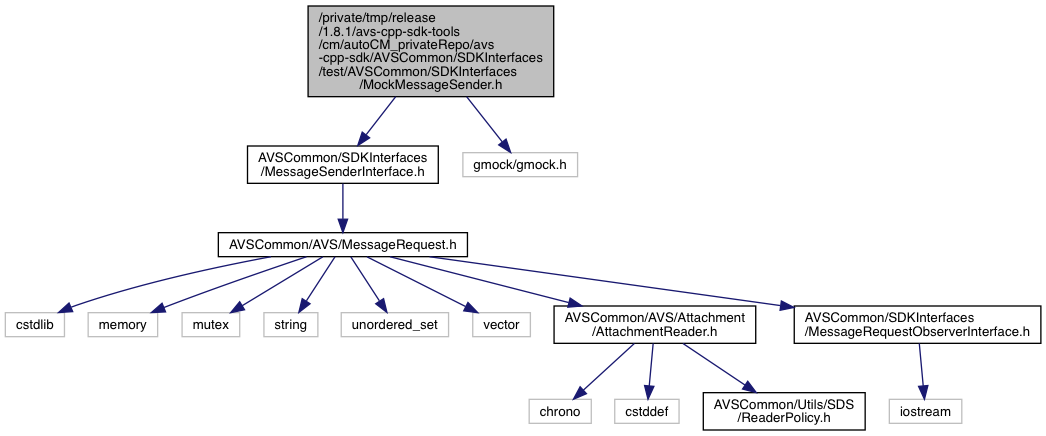 /private/tmp/release
/1.8.1/avs-cpp-sdk-tools
/cm/autoCM_privateRepo/avs
-cpp-sdk/AVSCommon/SDKInterfaces
/test/AVSCommon/SDKInterfaces
/MockMessageSender.h
AVSCommon/SDKInterfaces
/MessageSenderInterface.h
gmock/gmock.h
AVSCommon/AVS/MessageRequest.h
cstdlib
memory
mutex
string
unordered_set
vector
AVSCommon/AVS/Attachment
/AttachmentReader.h
AVSCommon/SDKInterfaces
/MessageRequestObserverInterface.h
chrono
cstddef
AVSCommon/Utils/SDS
/ReaderPolicy.h
iostream